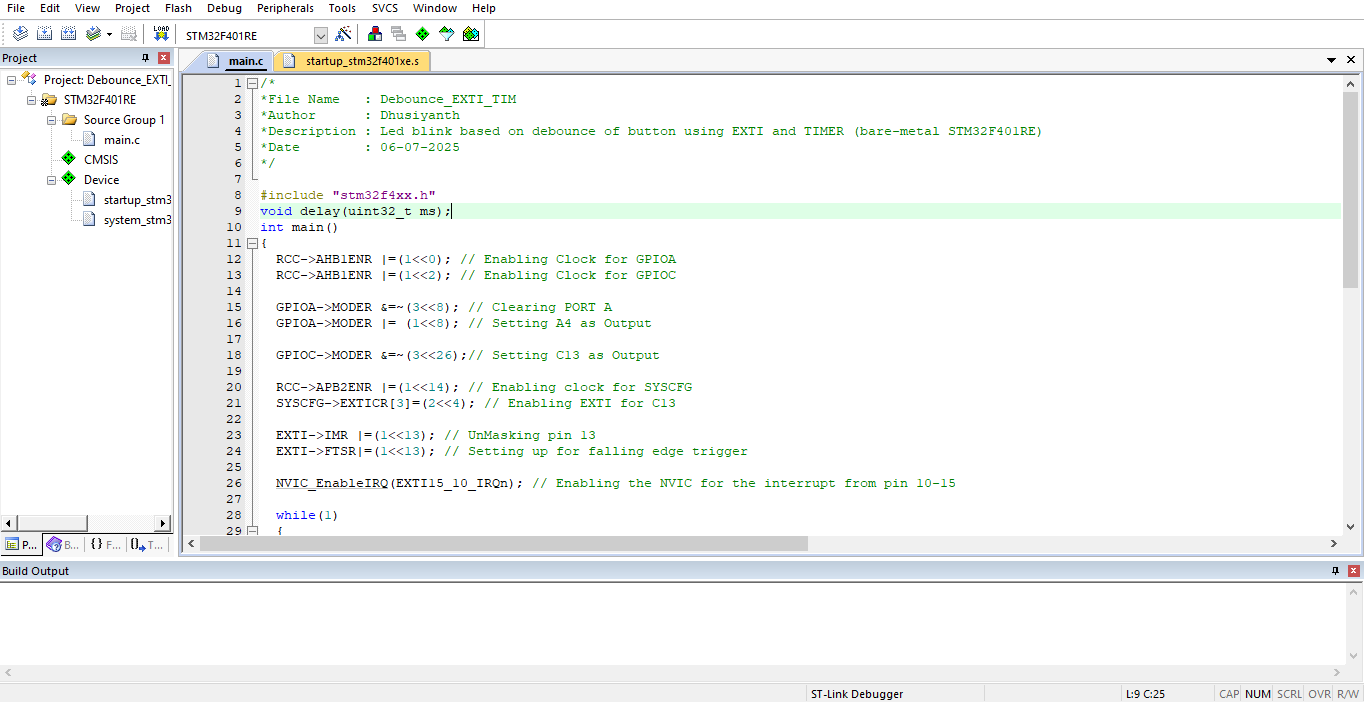 File Edit View Project Flash Debug Peripherals Tools SVCS Window Help
LOAD STM32F401RE
Project
Project: Debounce_EXTI_
STM32F401RE
Source Group 1
main.c
CMSIS
Device
startup_stm3
system_stm3
P... B... {} F... T...
main.c startup_stm32f401xe.s
1 /*
2 *File Name   : Debounce_EXTI_TIM
3 *Author      : Dhusiyanth
4 *Description : Led blink based on debounce of button using EXTI and TIMER (bare-metal STM32F401RE)
5 *Date        : 06-07-2025
6 */
7
8 #include "stm32f4xx.h"
9 void delay(uint32_t ms);
10 int main()
11 {
12   RCC->AHB1ENR |=(1<<0); // Enabling Clock for GPIOA
13   RCC->AHB1ENR |=(1<<2); // Enabling Clock for GPIOC
14
15   GPIOA->MODER &=~(3<<8); // Clearing PORT A
16   GPIOA->MODER |= (1<<8); // Setting A4 as Output
17
18   GPIOC->MODER &=~(3<<26);// Setting C13 as Output
19
20   RCC->APB2ENR |=(1<<14); // Enabling clock for SYSCFG
21   SYSCFG->EXTICR[3]=(2<<4); // Enabling EXTI for C13
22
23   EXTI->IMR |=(1<<13); // UnMasking pin 13
24   EXTI->FTSR|=(1<<13); // Setting up for falling edge trigger
25
26   NVIC_EnableIRQ(EXTI15_10_IRQn); // Enabling the NVIC for the interrupt from pin 10-15
27
28   while(1)
29   {
Build Output
ST-Link Debugger L:9 C:25 CAP NUM SCRL OVR R/W